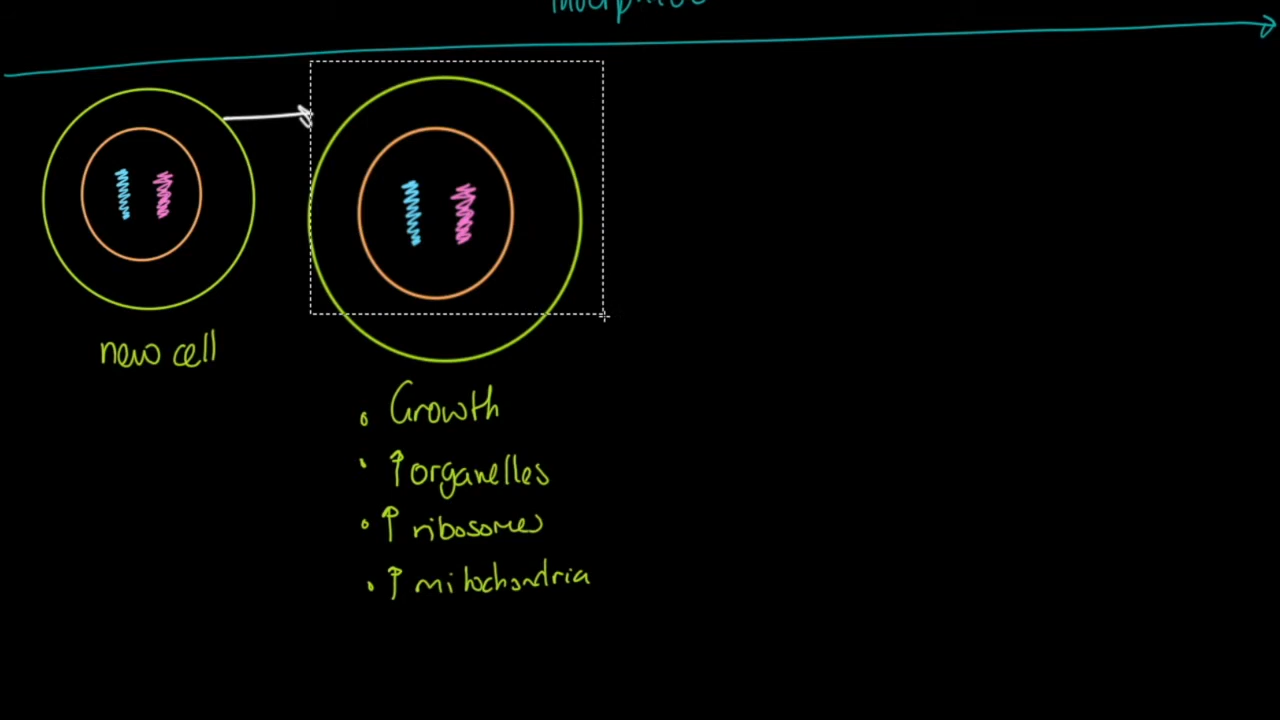 new cell
Growth
↑ organelles
↑ ribosomes
↑ mitochondria